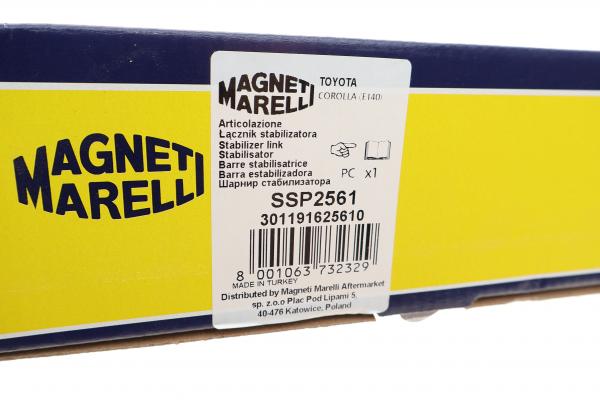 MAGNETI
MARELLI
MAGNETI
MARELLI
TOYOTA
COROLLA (E140)
Articolazione
Łącznik stabilizatora
Stabilizer link
Stabilisator
Barre stabilisatrice
Barra estabilizadora
Шарнир стабилизатора
PC x1
SSP2561
301191625610
8 001063 732329
MADE IN TURKEY
Distributed by Magneti Marelli Aftermarket
sp. z.o.o Plac Pod Lipami 5,
40-476 Katowice, Poland